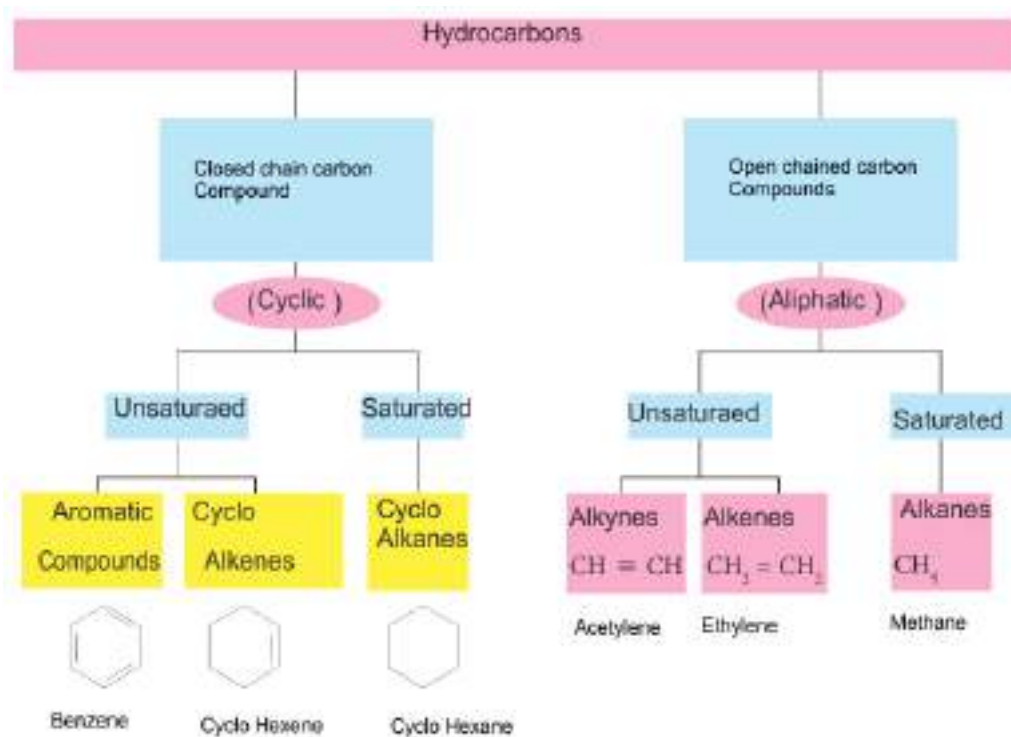 Hydrocarbons
Closed chain carbon
Compound
Open chained carbon
Compounds
(Cyclic)
(Aliphatic)
Unsaturaed
Saturated
Unsaturaed
Saturated
Aromatic
Compounds
Cyclo
Alkenes
Cyclo
Alkanes
Alkynes
CH ≡ CH
Alkenes
CH₃ = CH₂
Alkanes
CH₄
Acetylene
Ethylene
Methane
Benzene
Cyclo Hexene
Cyclo Hexane